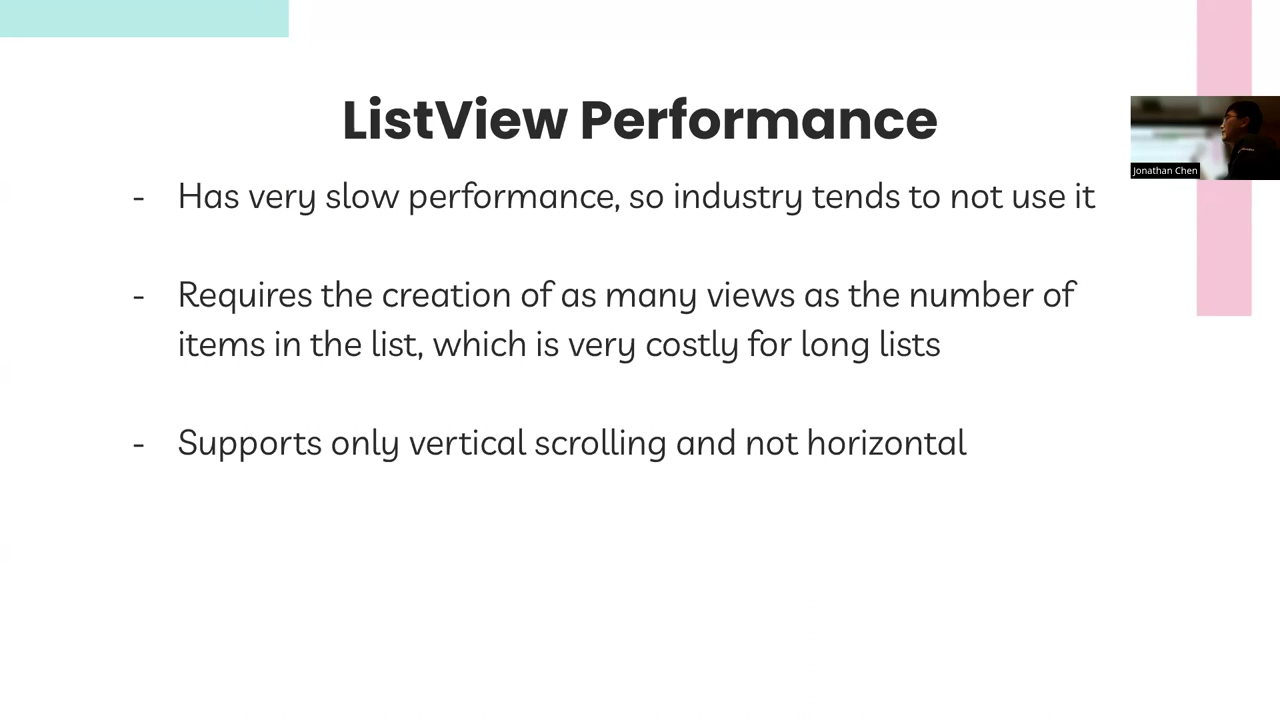 ListView Performance
Jonathan Chen
- Has very slow performance, so industry tends to not use it
- Requires the creation of as many views as the number of
items in the list, which is very costly for long lists
- Supports only vertical scrolling and not horizontal